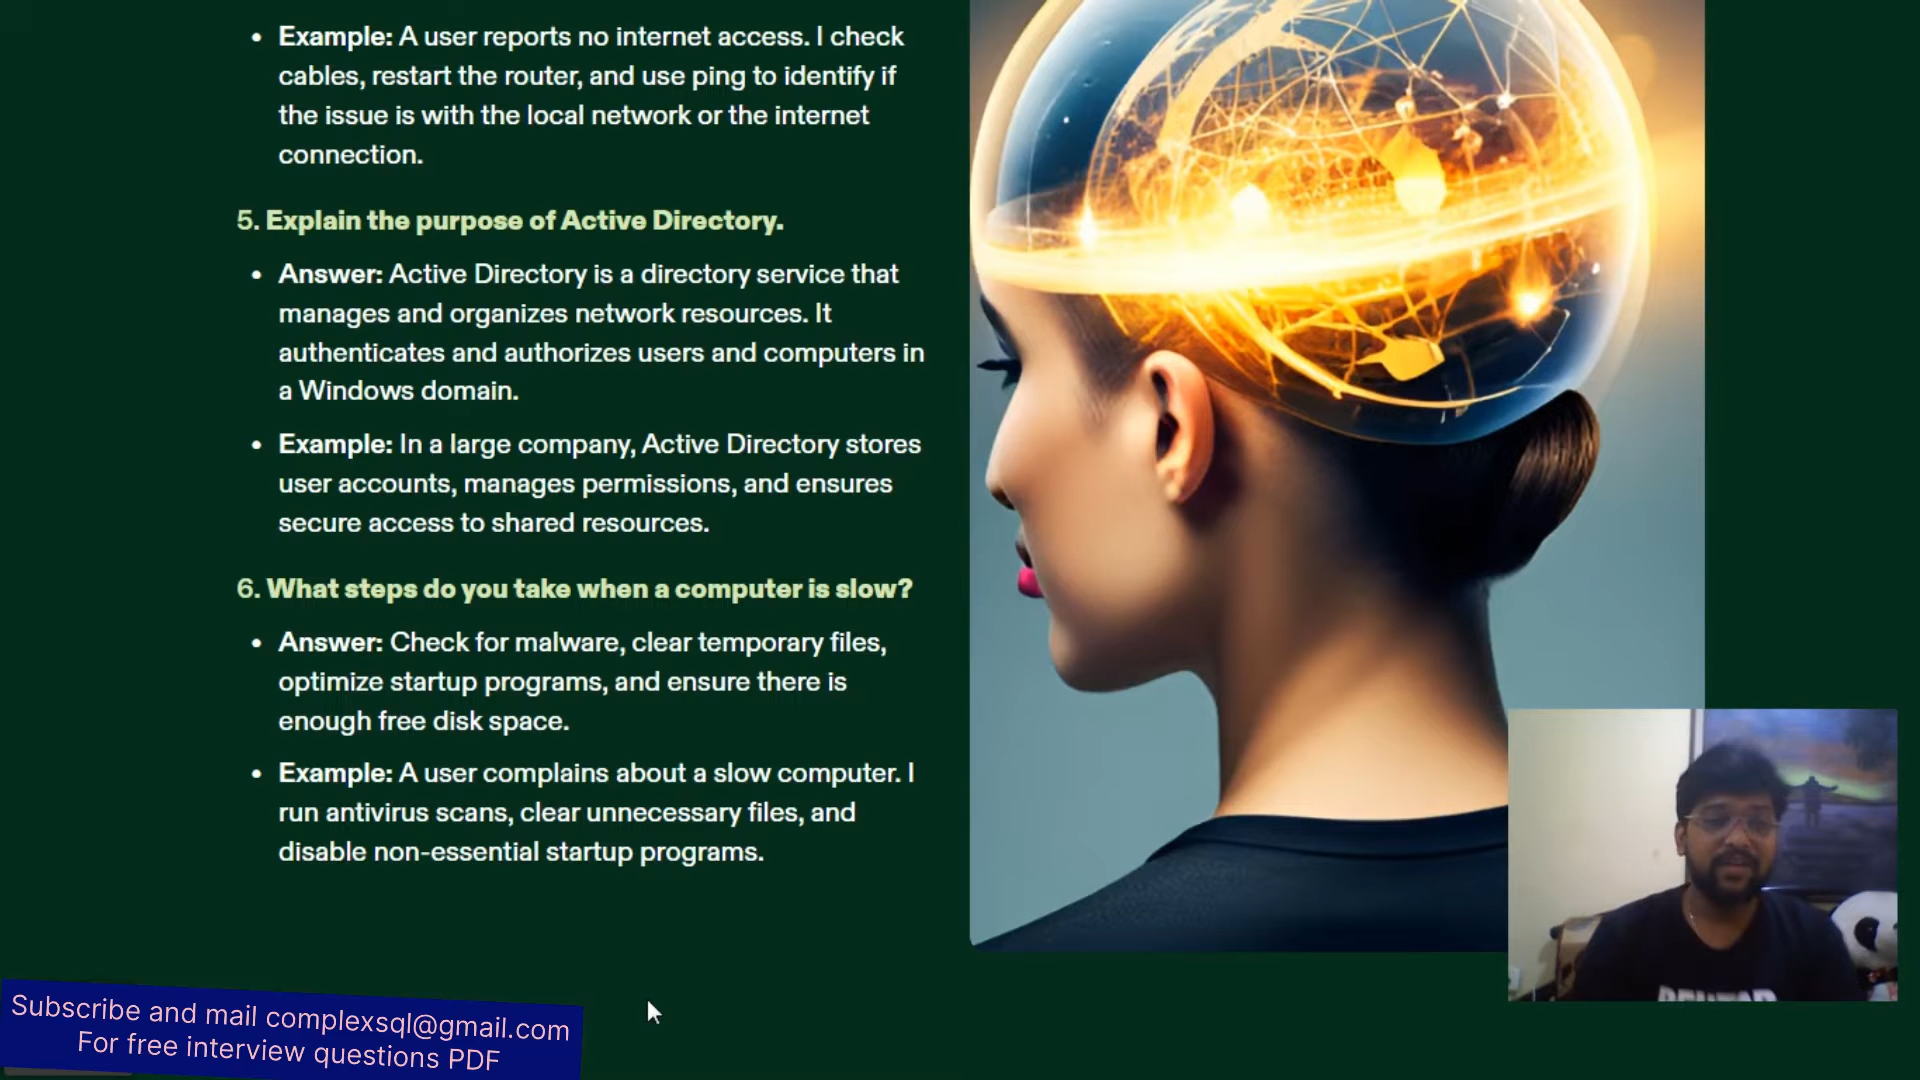 • Example: A user reports no internet access. I check
cables, restart the router, and use ping to identify if
the issue is with the local network or the internet
connection.
5. Explain the purpose of Active Directory.
• Answer: Active Directory is a directory service that
manages and organizes network resources. It
authenticates and authorizes users and computers in
a Windows domain.
• Example: In a large company, Active Directory stores
user accounts, manages permissions, and ensures
secure access to shared resources.
6. What steps do you take when a computer is slow?
• Answer: Check for malware, clear temporary files,
optimize startup programs, and ensure there is
enough free disk space.
• Example: A user complains about a slow computer. I
run antivirus scans, clear unnecessary files, and
disable non-essential startup programs.
Subscribe and mail complexsql@gmail.com
For free interview questions PDF